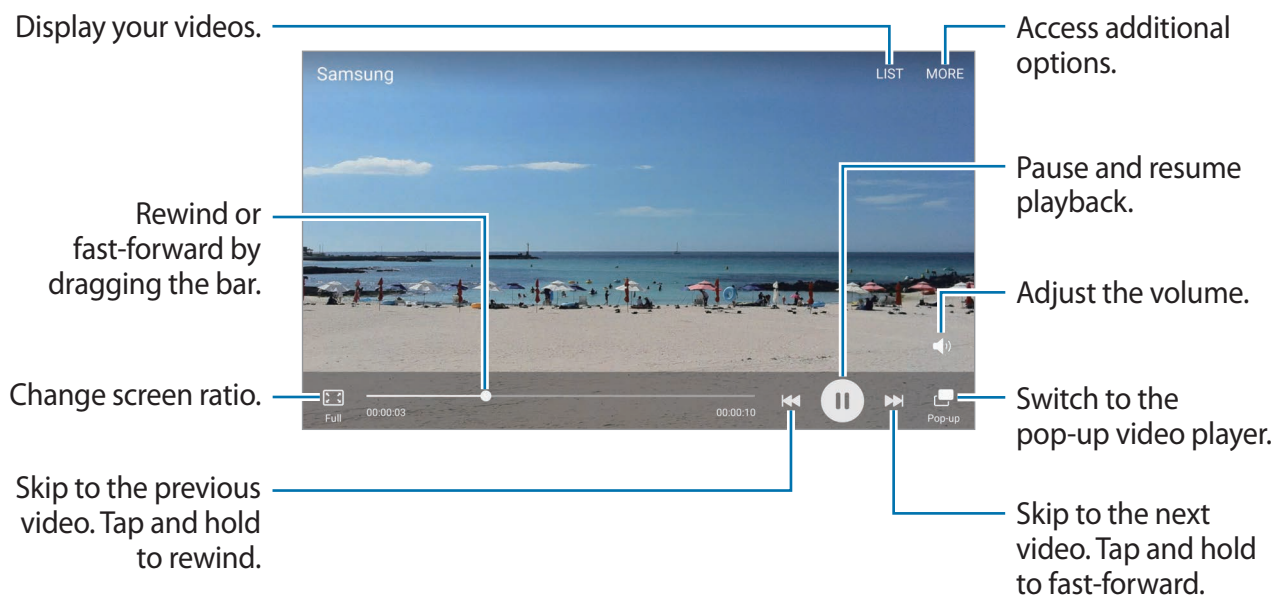 Display your videos.
Access additional
options.
Samsung
LIST
MORE
Pause and resume
playback.
Rewind or
fast-forward by
dragging the bar.
Adjust the volume.
Change screen ratio.
Full
00:00:03
00:00:10
Pop-up
Switch to the
pop-up video player.
Skip to the previous
video. Tap and hold
to rewind.
Skip to the next
video. Tap and hold
to fast-forward.